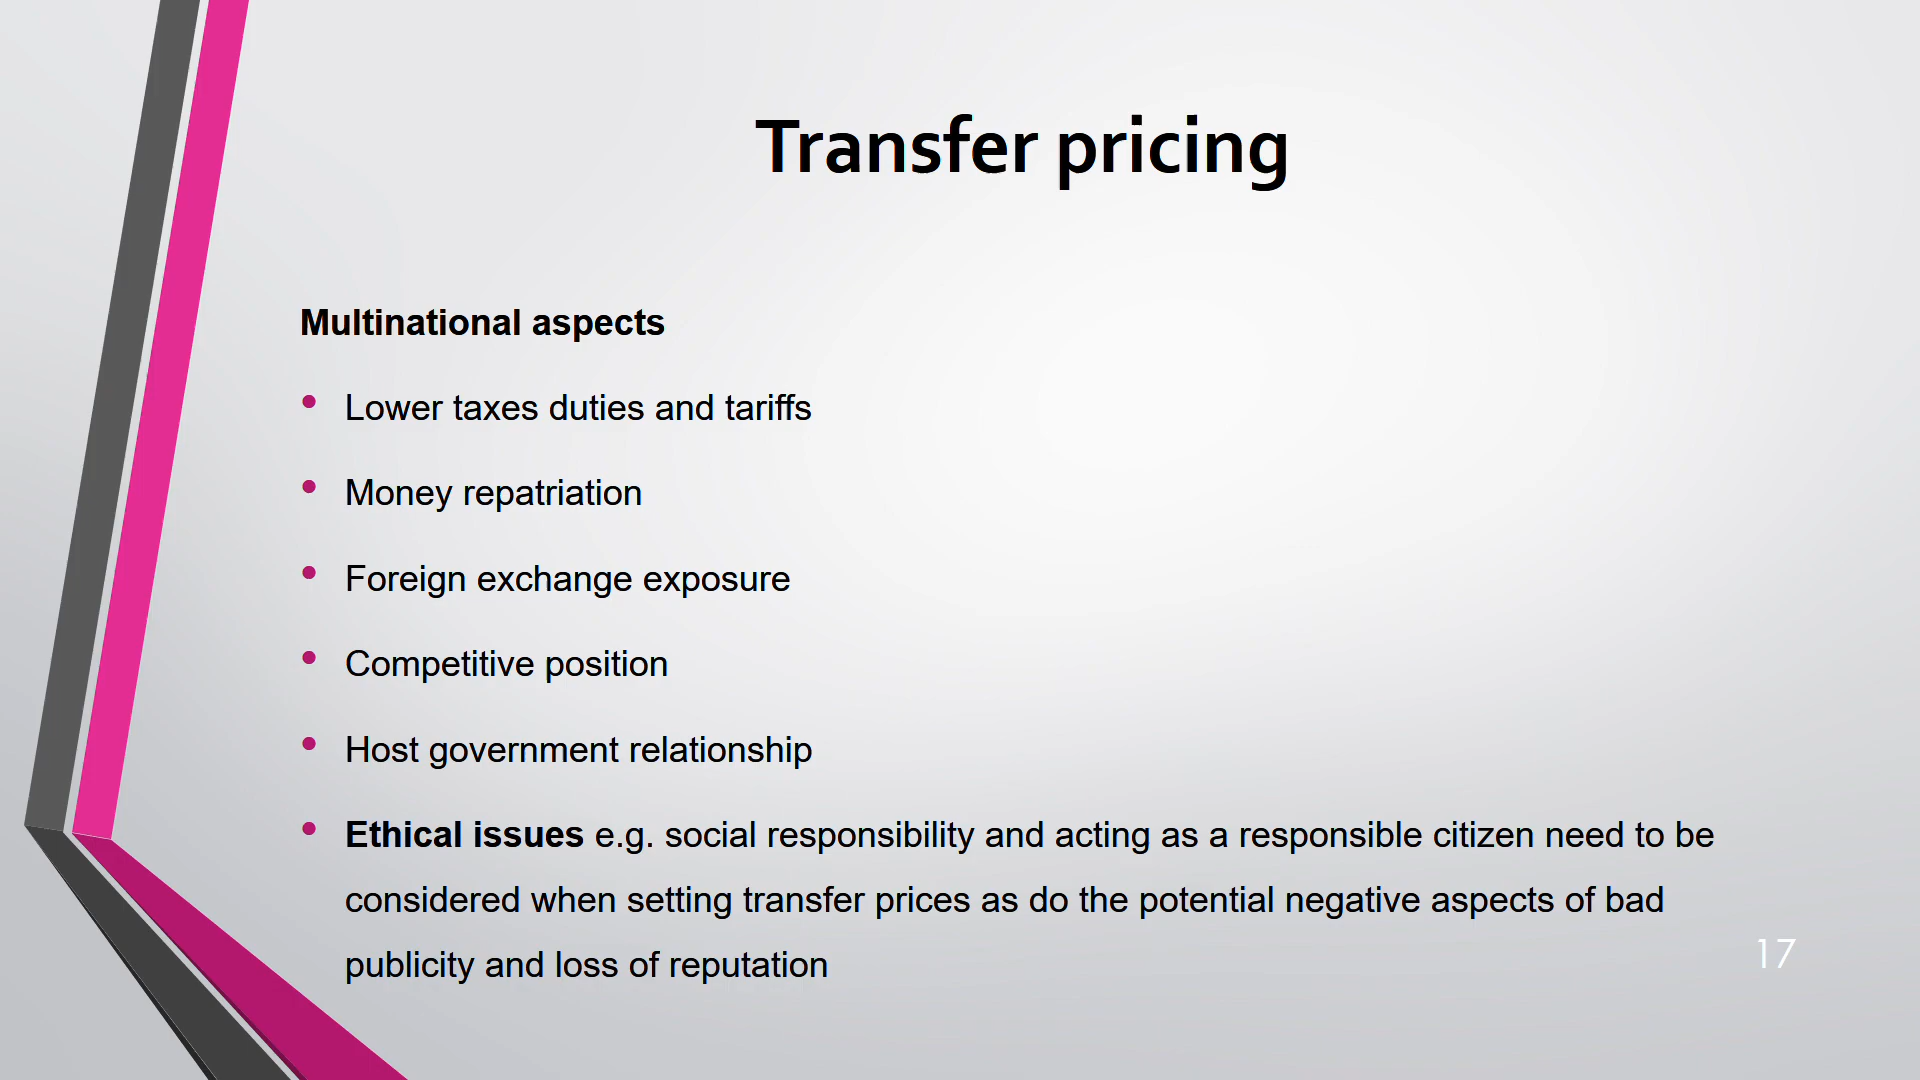 Transfer pricing
Multinational aspects
• Lower taxes duties and tariffs
• Money repatriation
• Foreign exchange exposure
• Competitive position
• Host government relationship
• Ethical issues e.g. social responsibility and acting as a responsible citizen need to be
considered when setting transfer prices as do the potential negative aspects of bad
publicity and loss of reputation
17